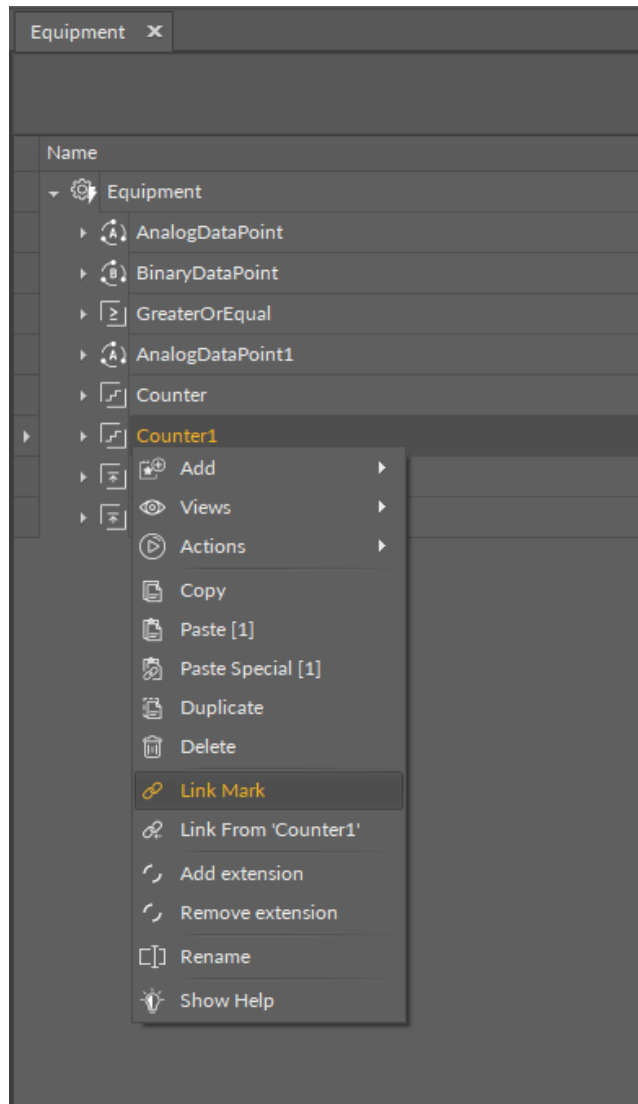 Equipment
Name
Equipment
AnalogDataPoint
BinaryDataPoint
GreaterOrEqual
AnalogDataPoint1
Counter
Counter1
Add
Views
Actions
Copy
Paste [1]
Paste Special [1]
Duplicate
Delete
Link Mark
Link From 'Counter1'
Add extension
Remove extension
Rename
Show Help